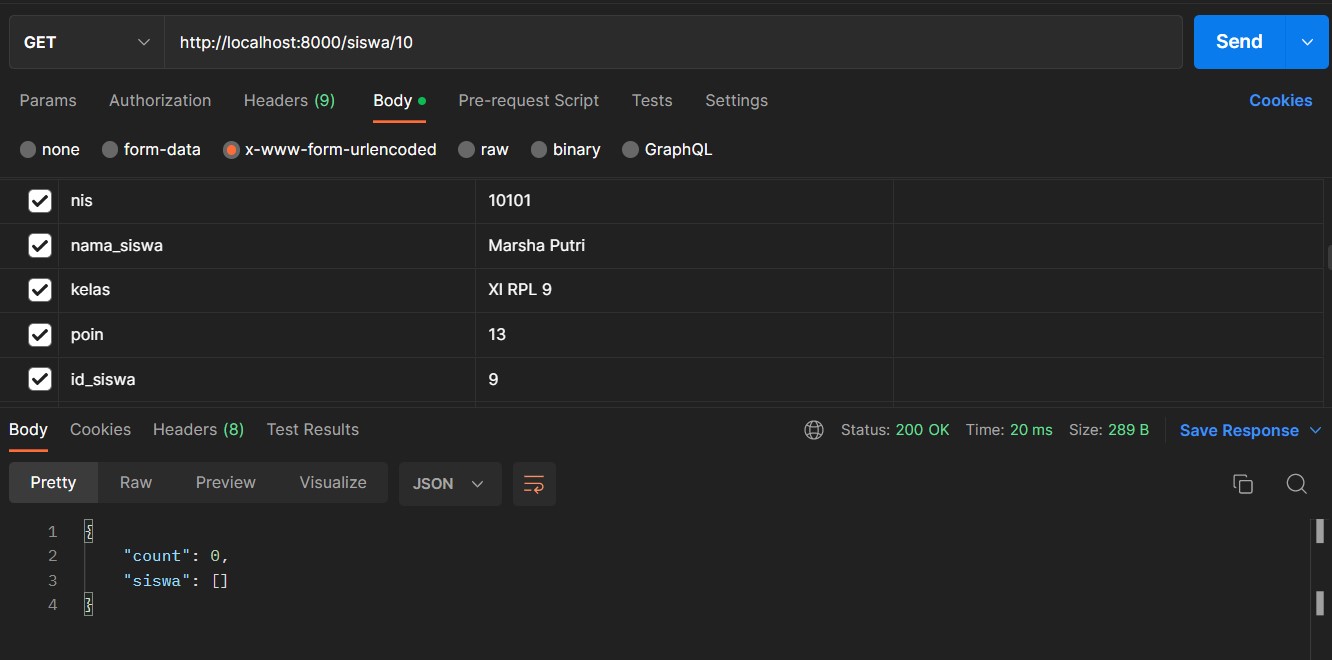 GET http://localhost:8000/siswa/10 Send
Params Authorization Headers (9) Body Pre-request Script Tests Settings Cookies
none form-data x-www-form-urlencoded raw binary GraphQL
nis 10101
nama_siswa Marsha Putri
kelas XI RPL 9
poin 13
id_siswa 9
Body Cookies Headers (8) Test Results Status: 200 OK Time: 20 ms Size: 289 B Save Response
Pretty Raw Preview Visualize JSON
1 {
2 "count": 0,
3 "siswa": []
4 }